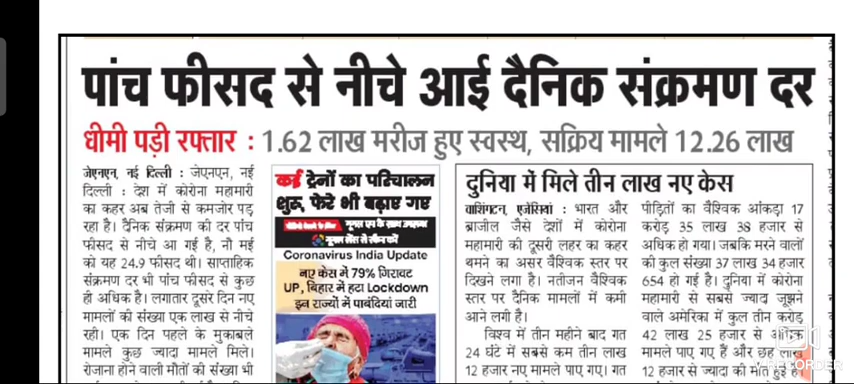 पांच फीसद से नीचे आई दैनिक संक्रमण दर
धीमी पड़ी रफ्तार : 1.62 लाख मरीज हुए स्वस्थ, सक्रिय मामले 12.26 लाख
जेएनएन, नई दिल्ली : जेएनएन, नई
दिल्ली : देश में कोरोना महामारी
का कहर अब तेजी से कमजोर पड़
रहा है। दैनिक संक्रमण की दर पांच
फीसद से नीचे आ गई है, नौ मई
को यह 24.9 फीसद थी। साप्ताहिक
संक्रमण दर भी पांच फीसद से कुछ
ही अधिक है। लगातार दूसरे दिन नए
मामलों की संख्या एक लाख से नीचे
रही। एक दिन पहले के मुकाबले
मामले कुछ ज्यादा मामले मिले।
रोजाना होने वाली मौतों की संख्या भी
कई ट्रेनों का परिचालन
शुरू, फेरे भी बढ़ाए गए
Coronavirus India Update
नए केस में 79% गिरावट
UP, बिहार में हटा Lockdown
इन राज्यों में पाबंदियां जारी
दुनिया में मिले तीन लाख नए केस
वाशिंगटन, एजेंसियां : भारत और
ब्राजील जैसे देशों में कोरोना
महामारी की दूसरी लहर का कहर
थमने का असर वैश्विक स्तर पर
दिखने लगा है। नतीजन वैश्विक
स्तर पर दैनिक मामलों में कमी
आने लगी है।
विश्व में तीन महीने बाद गत
24 घंटे में सबसे कम तीन लाख
12 हजार नए मामले पाए गए। गत
पीड़ितों का वैश्विक आंकड़ा 17
करोड़ 35 लाख 38 हजार से
अधिक हो गया। जबकि मरने वालों
की कुल संख्या 37 लाख 34 हजार
654 हो गई है। दुनिया में कोरोना
महामारी से सबसे ज्यादा जूझने
वाले अमेरिका में कुल तीन करोड़
42 लाख 25 हजार से अधिक
मामले पाए गए हैं और छह लाख
12 हजार से ज्यादा की मौत हुई है।
RECORDER